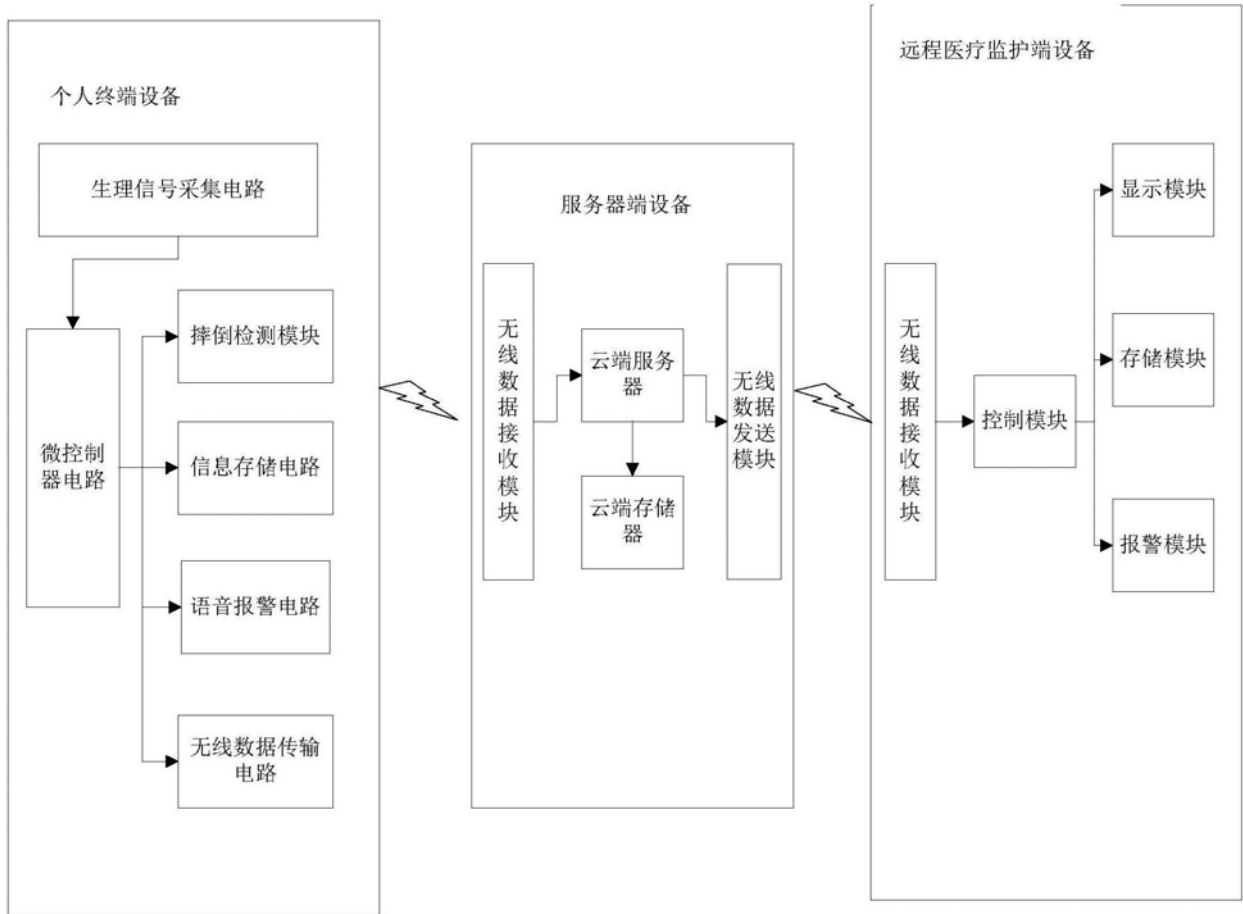 个人终端设备
生理信号采集电路
微控制
器电路
摔倒检测模块
信息存储电路
语音报警电路
无线数据传输
电路
服务器端设备
无
线
数
据
接
收
模
块
云端服务
器
云端存储
器
无线
数据
发送
模块
远程医疗监护端设备
无
线
数
据
接
收
模
块
控制模块
显示模块
存储模块
报警模块